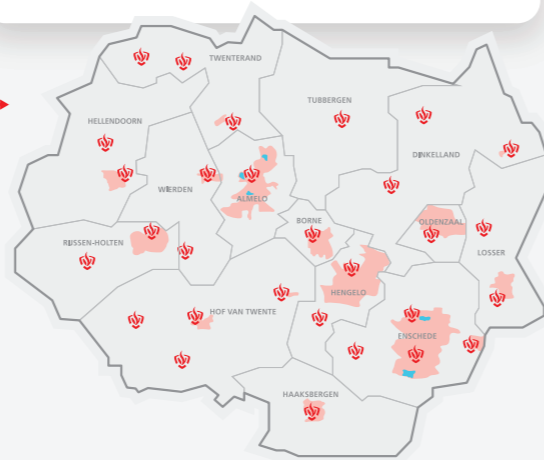 TWENTERAND
TUBBERGEN
HELLENDOORN
DINKELLAND
WIERDEN
ALMELO
BORNE
OLDENZAAL
RIJSSEN-HOLTEN
LOSSER
HENGELO
HOF VAN TWENTE
ENSCHEDE
HAAKSBERGEN